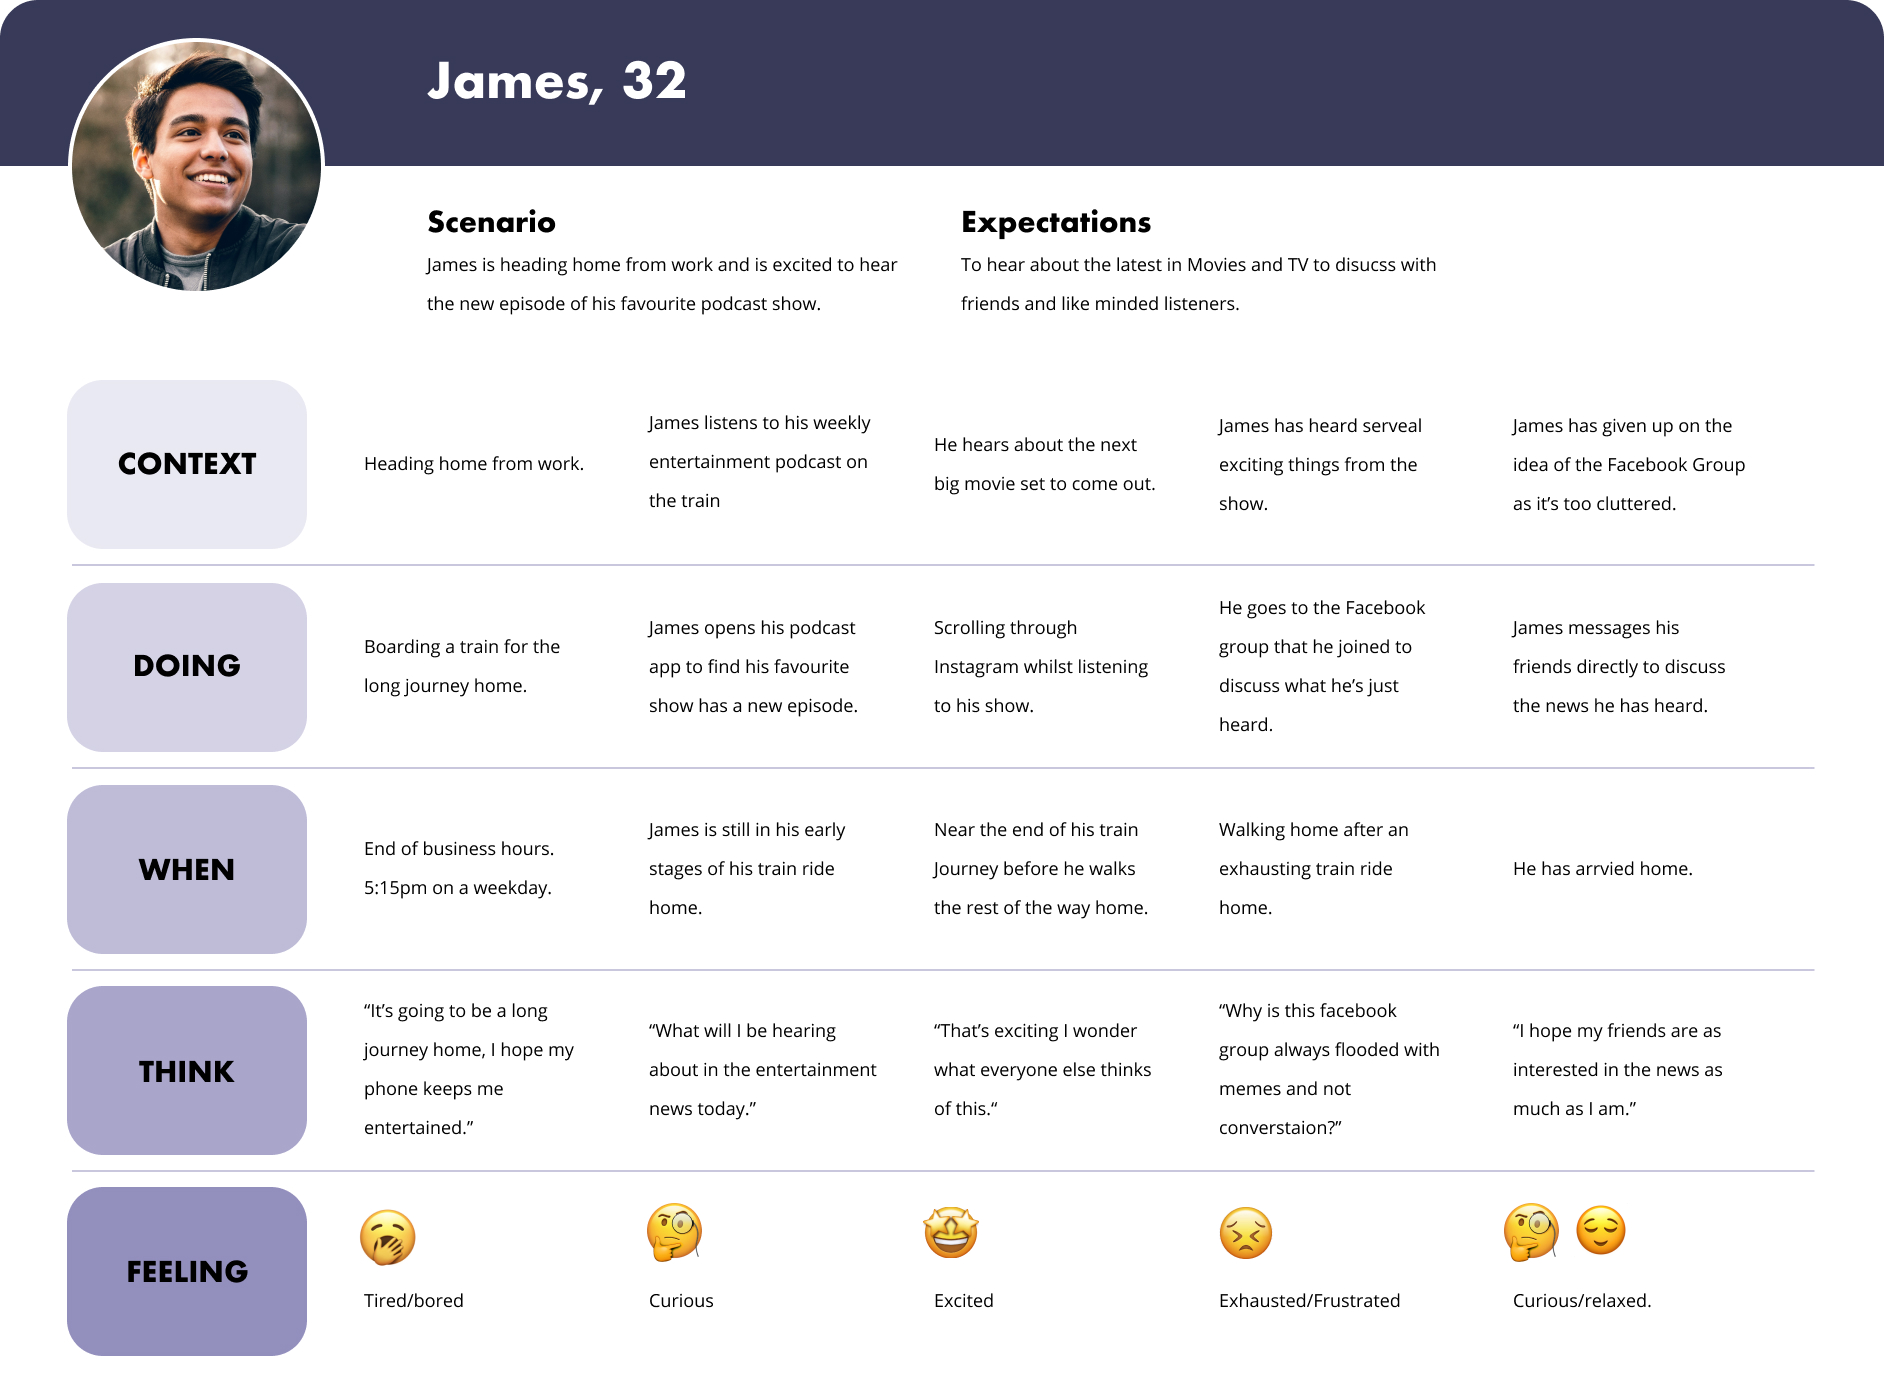 James, 32
Scenario
James is heading home from work and is excited to hear
the new episode of his favourite podcast show.
Expectations
To hear about the latest in Movies and TV to disucss with
friends and like minded listeners.
CONTEXT
Heading home from work.
James listens to his weekly
entertainment podcast on
the train
He hears about the next
big movie set to come out.
James has heard serveal
exciting things from the
show.
James has given up on the
idea of the Facebook Group
as it’s too cluttered.
DOING
Boarding a train for the
long journey home.
James opens his podcast
app to find his favourite
show has a new episode.
Scrolling through
Instagram whilst listening
to his show.
He goes to the Facebook
group that he joined to
discuss what he’s just
heard.
James messages his
friends directly to discuss
the news he has heard.
WHEN
End of business hours.
5:15pm on a weekday.
James is still in his early
stages of his train ride
home.
Near the end of his train
Journey before he walks
the rest of the way home.
Walking home after an
exhausting train ride
home.
He has arrvied home.
THINK
“It’s going to be a long
journey home, I hope my
phone keeps me
entertained.”
“What will I be hearing
about in the entertainment
news today.”
“That’s exciting I wonder
what everyone else thinks
of this.“
“Why is this facebook
group always flooded with
memes and not
converstaion?”
“I hope my friends are as
interested in the news as
much as I am.”
FEELING
Tired/bored
Curious
Excited
Exhausted/Frustrated
Curious/relaxed.